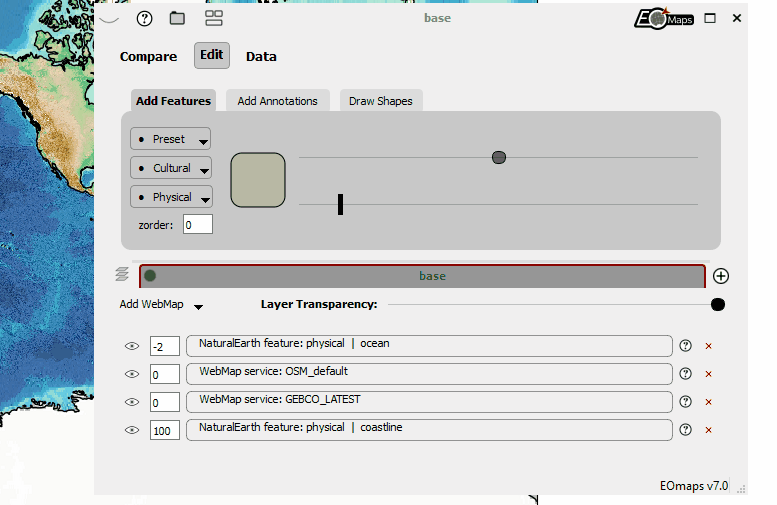 base
EOmaps
Compare Edit Data
Add Features Add Annotations Draw Shapes
Preset
Cultural
Physical
zorder: 0
base
Add WebMap Layer Transparency:
-2 NaturalEarth feature: physical | ocean
0 WebMap service: OSM_default
0 WebMap service: GEBCO_LATEST
100 NaturalEarth feature: physical | coastline
EOmaps v7.0